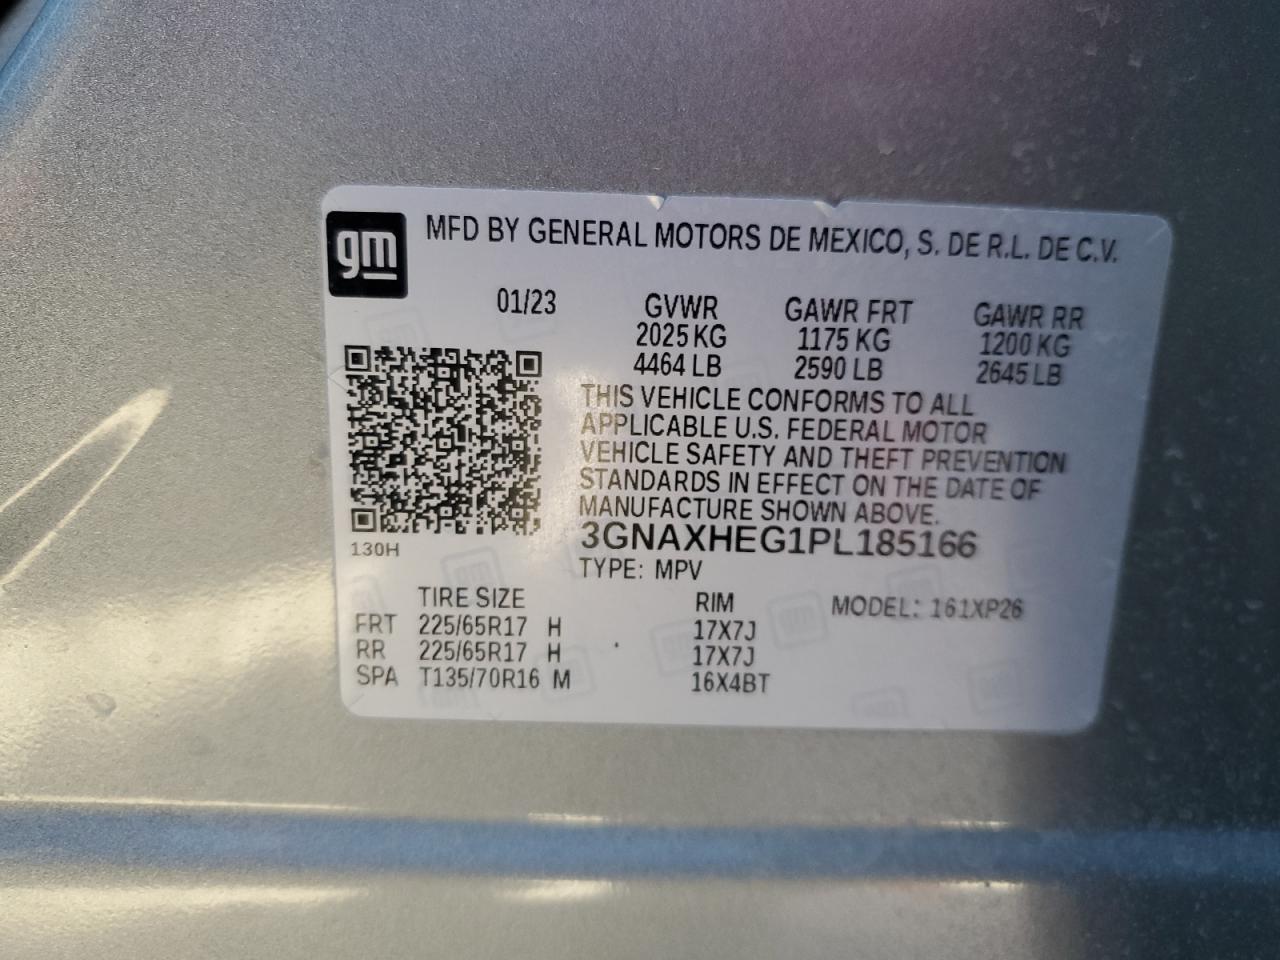 gm
MFD BY GENERAL MOTORS DE MEXICO, S. DE R.L. DE C.V.
01/23 GVWR GAWR FRT GAWR RR
2025 KG 1175 KG 1200 KG
4464 LB 2590 LB 2645 LB
THIS VEHICLE CONFORMS TO ALL
APPLICABLE U.S. FEDERAL MOTOR
VEHICLE SAFETY AND THEFT PREVENTION
STANDARDS IN EFFECT ON THE DATE OF
MANUFACTURE SHOWN ABOVE.
3GNAXHEG1PL185166
130H
TYPE: MPV
TIRE SIZE RIM MODEL: 161XP26
FRT 225/65R17 H 17X7J
RR 225/65R17 H 17X7J
SPA T135/70R16 M 16X4BT